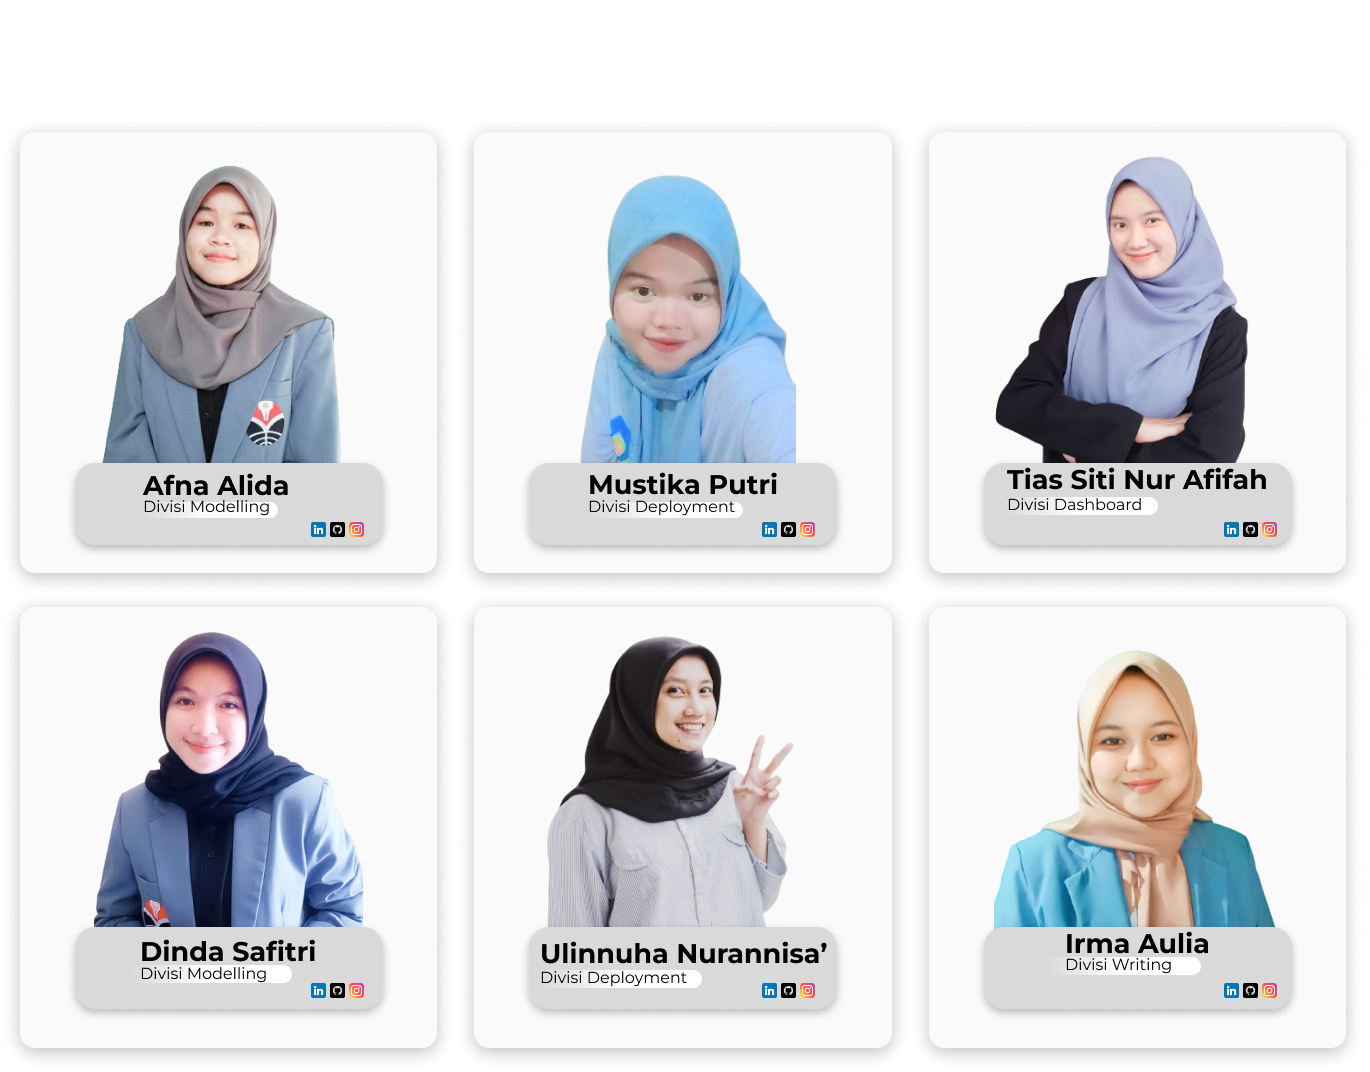 Afna Alida
Divisi Modelling
Mustika Putri
Divisi Deployment
Tias Siti Nur Afifah
Divisi Dashboard
Dinda Safitri
Divisi Modelling
Ulinnuha Nurannisa’
Divisi Deployment
Irma Aulia
Divisi Writing